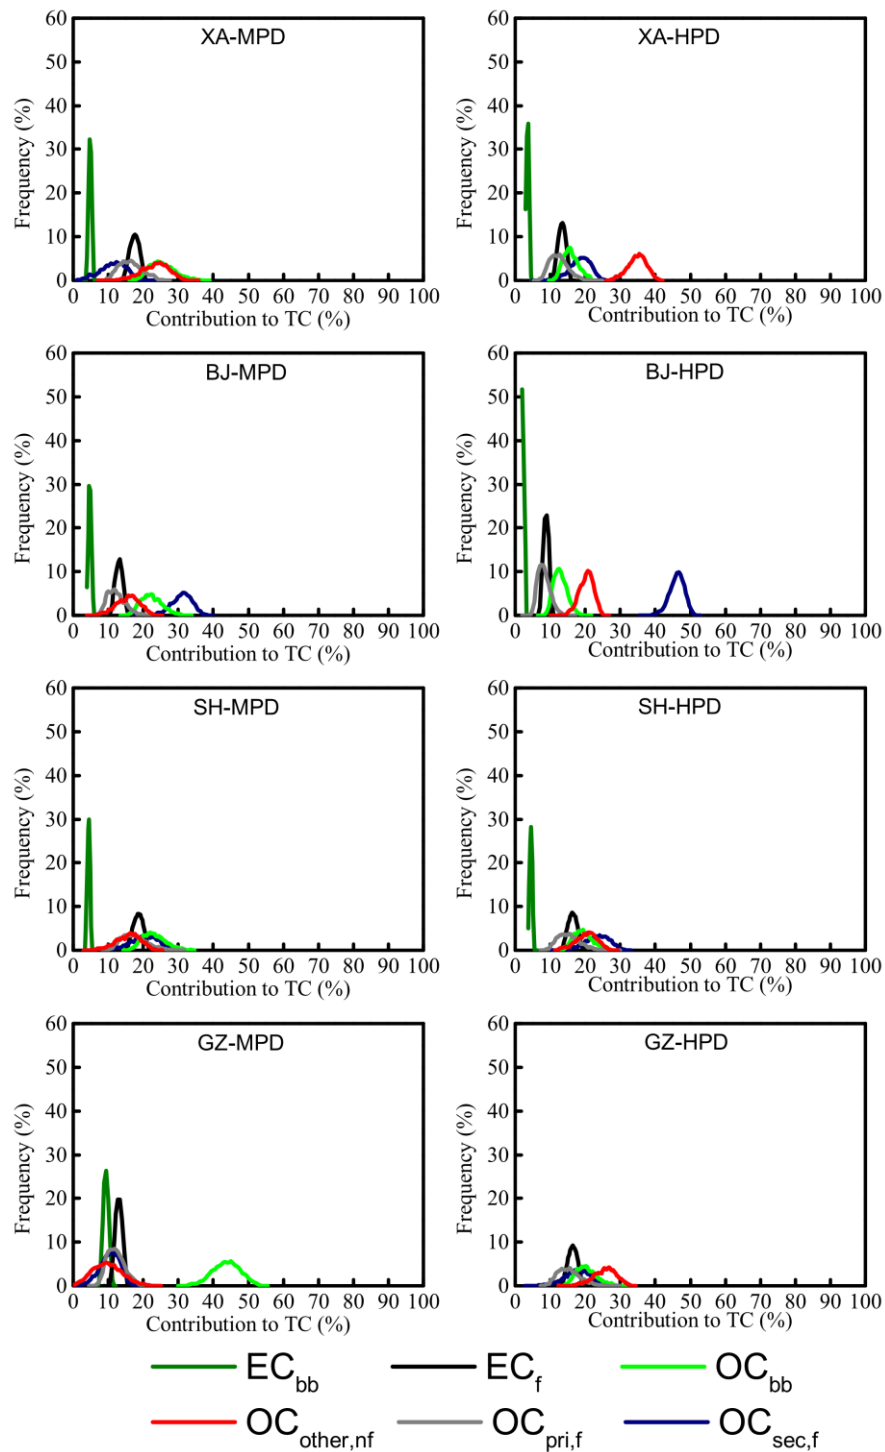 XA-MPD
60
50
40
30
20
10
0
Frequency (%)
0 10 20 30 40 50 60 70 80 90 100
Contribution to TC (%)
XA-HPD
60
50
40
30
20
10
0
Frequency (%)
0 10 20 30 40 50 60 70 80 90 100
Contribution to TC (%)
BJ-MPD
60
50
40
30
20
10
0
Frequency (%)
0 10 20 30 40 50 60 70 80 90 100
Contribution to TC (%)
BJ-HPD
60
50
40
30
20
10
0
Frequency (%)
0 10 20 30 40 50 60 70 80 90 100
Contribution to TC (%)
SH-MPD
60
50
40
30
20
10
0
Frequency (%)
0 10 20 30 40 50 60 70 80 90 100
Contribution to TC (%)
SH-HPD
60
50
40
30
20
10
0
Frequency (%)
0 10 20 30 40 50 60 70 80 90 100
Contribution to TC (%)
GZ-MPD
60
50
40
30
20
10
0
Frequency (%)
0 10 20 30 40 50 60 70 80 90 100
Contribution to TC (%)
GZ-HPD
60
50
40
30
20
10
0
Frequency (%)
0 10 20 30 40 50 60 70 80 90 100
Contribution to TC (%)
ECbb ECf OCbb
OCother,nf OCpri,f OCsec,f